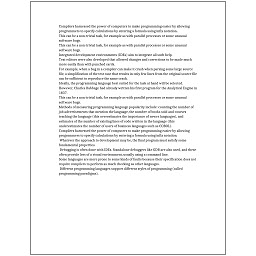 Compilers harnessed the power of computers to make programming easier by allowing
programmers to specify calculations by entering a formula using infix notation.
This can be a non-trivial task, for example as with parallel processes or some unusual
software bugs.
This can be a non-trivial task, for example as with parallel processes or some unusual
software bugs.
Integrated development environments (IDEs) aim to integrate all such help.
Text editors were also developed that allowed changes and corrections to be made much
more easily than with punched cards.
For example, when a bug in a compiler can make it crash when parsing some large source
file, a simplification of the test case that results in only few lines from the original source file
can be sufficient to reproduce the same crash.
Ideally, the programming language best suited for the task at hand will be selected.
However, Charles Babbage had already written his first program for the Analytical Engine in
1837.
This can be a non-trivial task, for example as with parallel processes or some unusual
software bugs.
Methods of measuring programming language popularity include: counting the number of
job advertisements that mention the language, the number of books sold and courses
teaching the language (this overestimates the importance of newer languages), and
estimates of the number of existing lines of code written in the language (this
underestimates the number of users of business languages such as COBOL).
Compilers harnessed the power of computers to make programming easier by allowing
programmers to specify calculations by entering a formula using infix notation.
Whatever the approach to development may be, the final program must satisfy some
fundamental properties.
Debugging is often done with IDEs. Standalone debuggers like GDB are also used, and these
often provide less of a visual environment, usually using a command line.
Some languages are more prone to some kinds of faults because their specification does not
require compilers to perform as much checking as other languages.
Different programming languages support different styles of programming (called
programming paradigms).